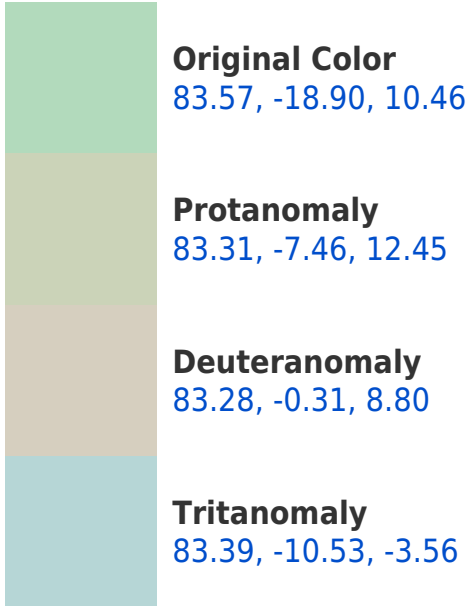 Original Color
83.57, -18.90, 10.46
Protanomaly
83.31, -7.46, 12.45
Deuteranomaly
83.28, -0.31, 8.80
Tritanomaly
83.39, -10.53, -3.56